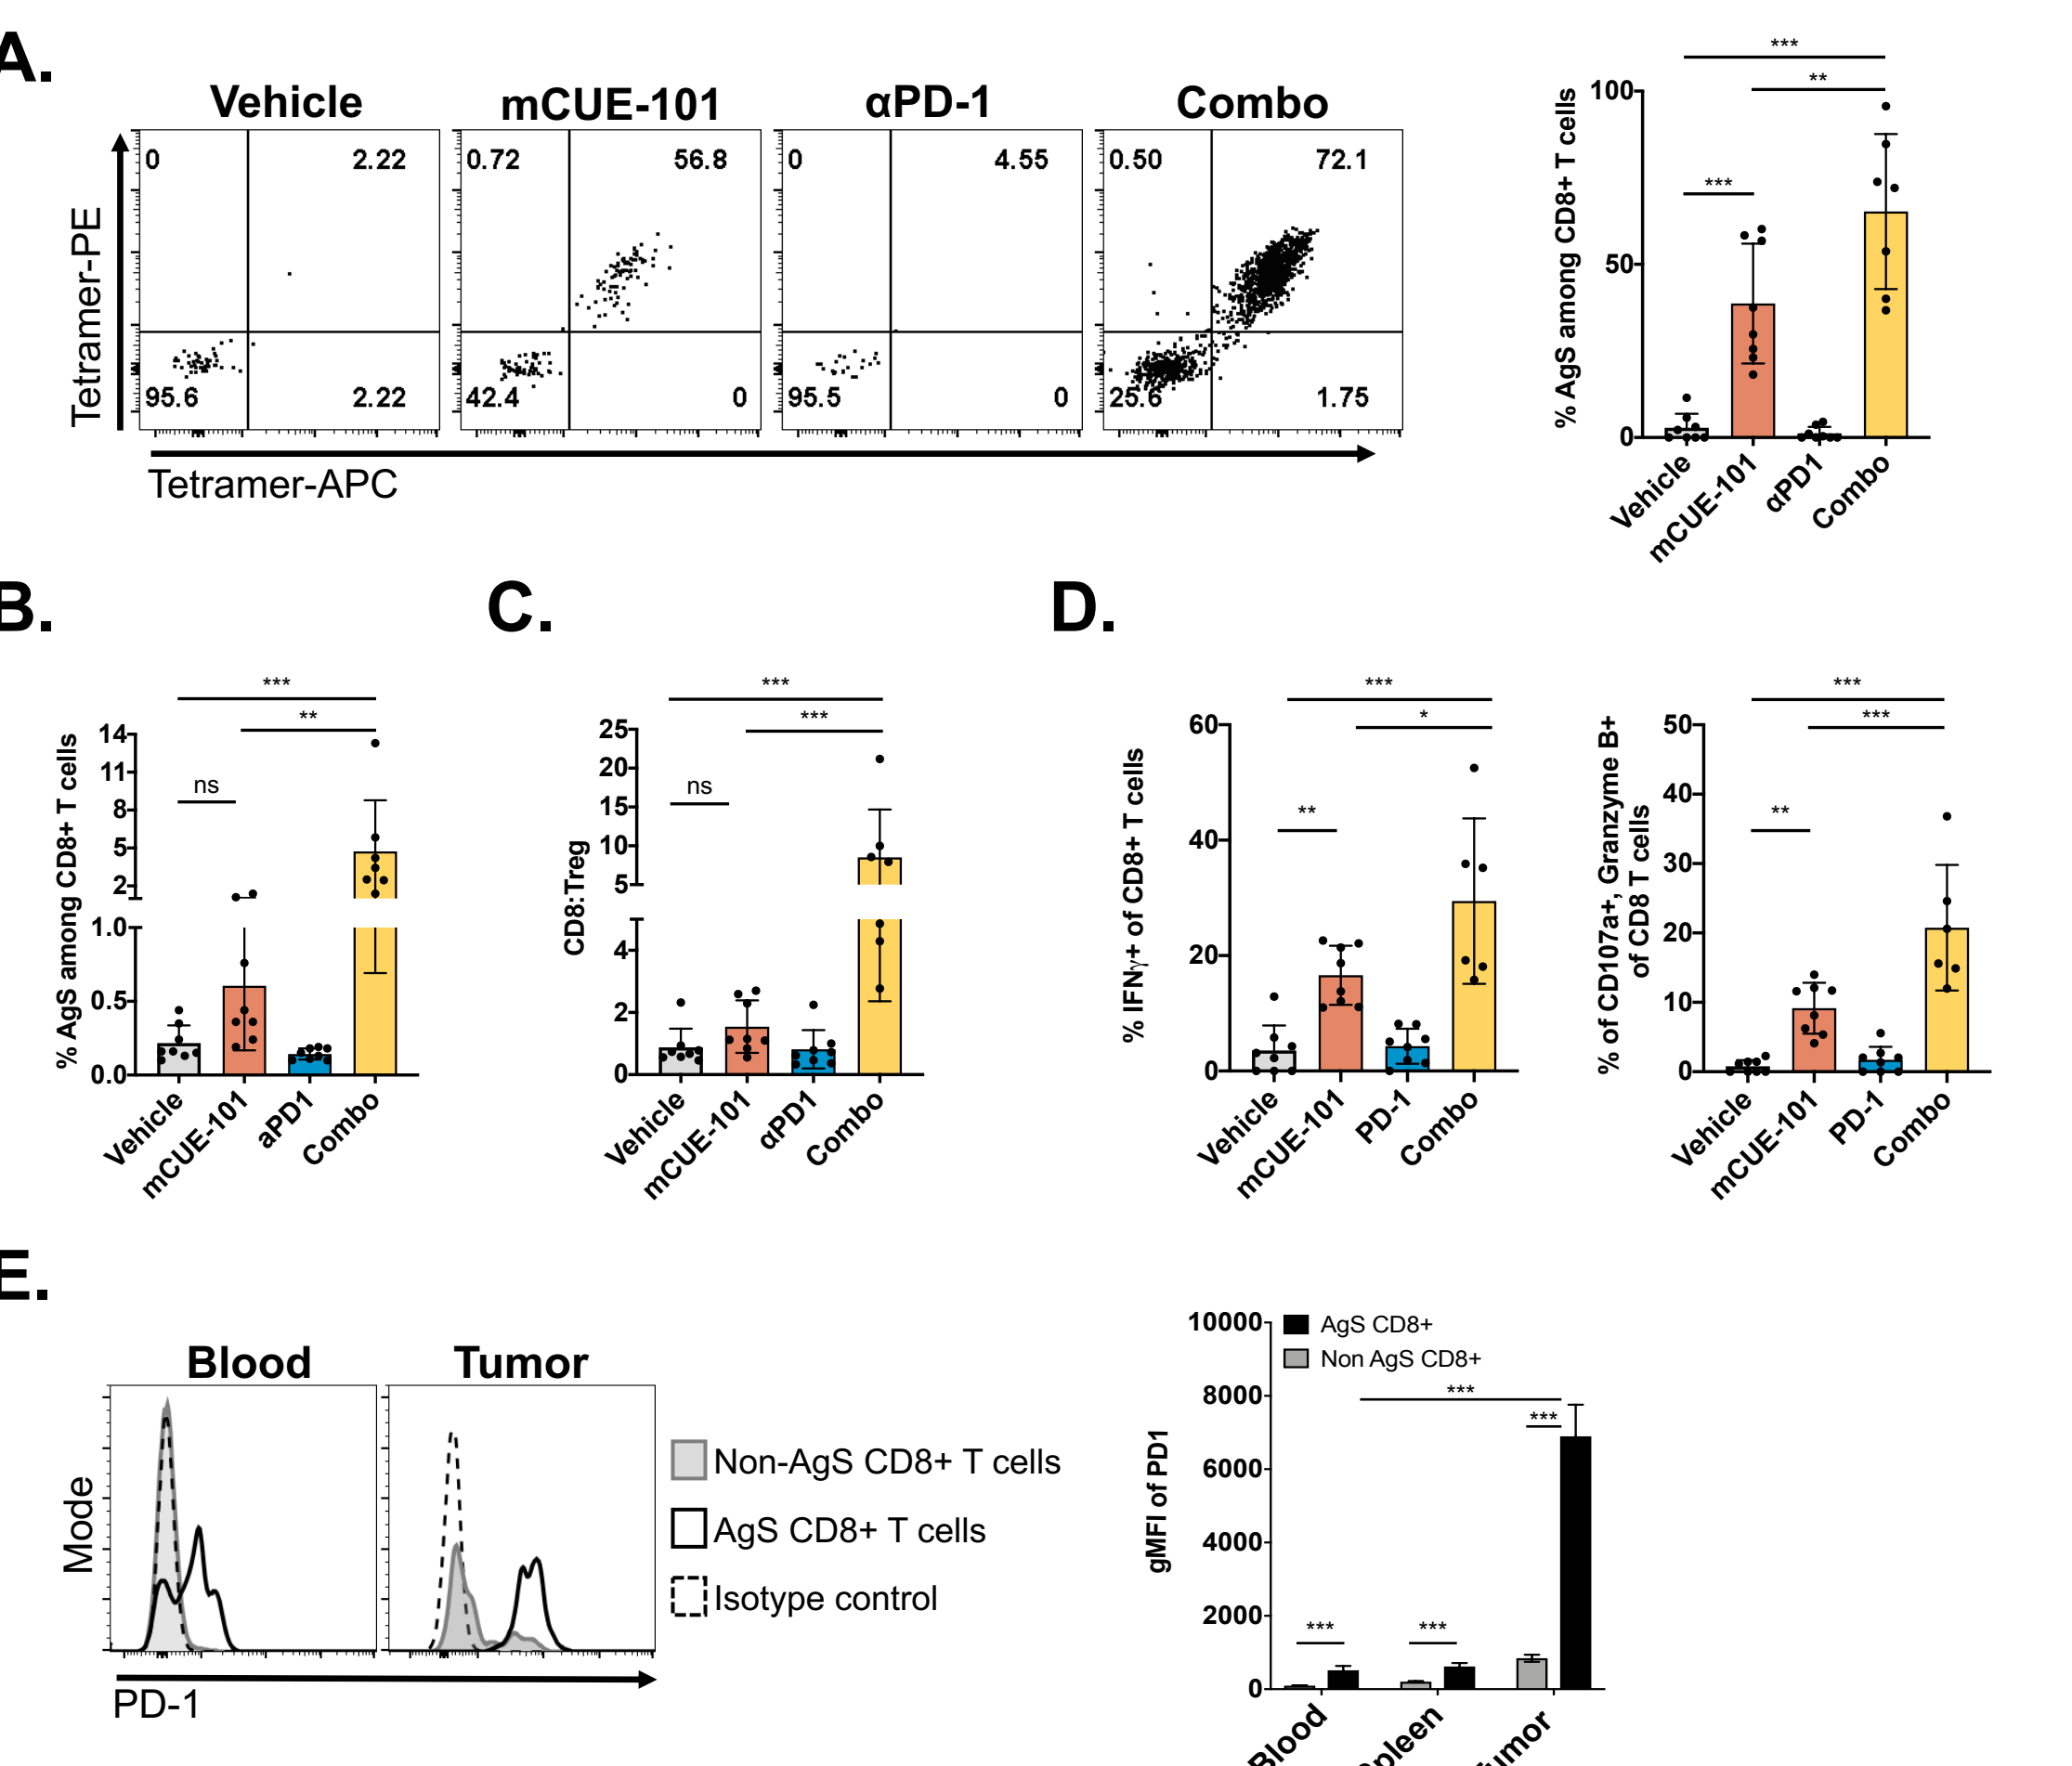 A.
Vehicle mCUE-101 αPD-1 Combo
0 2.22 0.72 56.8 0 4.55 0.50 72.1
95.6 2.22 42.4 0 95.5 0 25.6 1.75
Tetramer-PE
Tetramer-APC
***
**
***
% AgS among CD8+ T cells
100
50
0
Vehicle mCUE-101 αPD1 Combo
B.
***
**
ns
% AgS among CD8+ T cells
14
11
8
5
2
1.0
0.5
0.0
Vehicle mCUE-101 aPD1 Combo
C.
***
***
ns
CD8:Treg
25
20
15
10
5
4
2
0
Vehicle mCUE-101 αPD1 Combo
D.
***
*
**
% IFNγ+ of CD8+ T cells
60
40
20
0
Vehicle mCUE-101 PD-1 Combo
***
***
**
% of CD107a+, Granzyme B+
of CD8 T cells
50
40
30
20
10
0
Vehicle mCUE-101 PD-1 Combo
E.
Blood Tumor
Mode
PD-1
Non-AgS CD8+ T cells
AgS CD8+ T cells
Isotype control
AgS CD8+
Non AgS CD8+
***
***
***
***
gMFI of PD1
10000
8000
6000
4000
2000
0
Blood Spleen Tumor